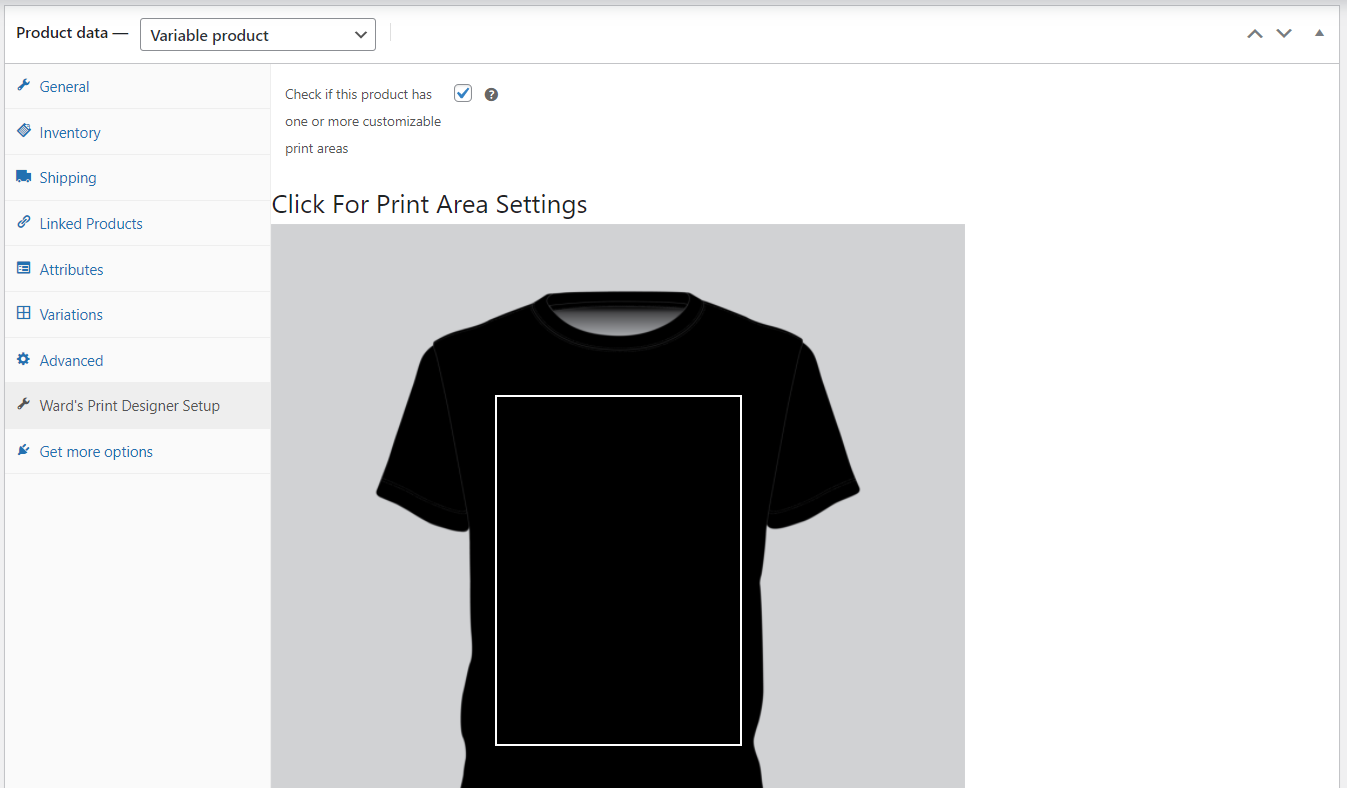 Product data — Variable product
General
Inventory
Shipping
Linked Products
Attributes
Variations
Advanced
Ward's Print Designer Setup
Get more options
Check if this product has
one or more customizable
print areas
Click For Print Area Settings